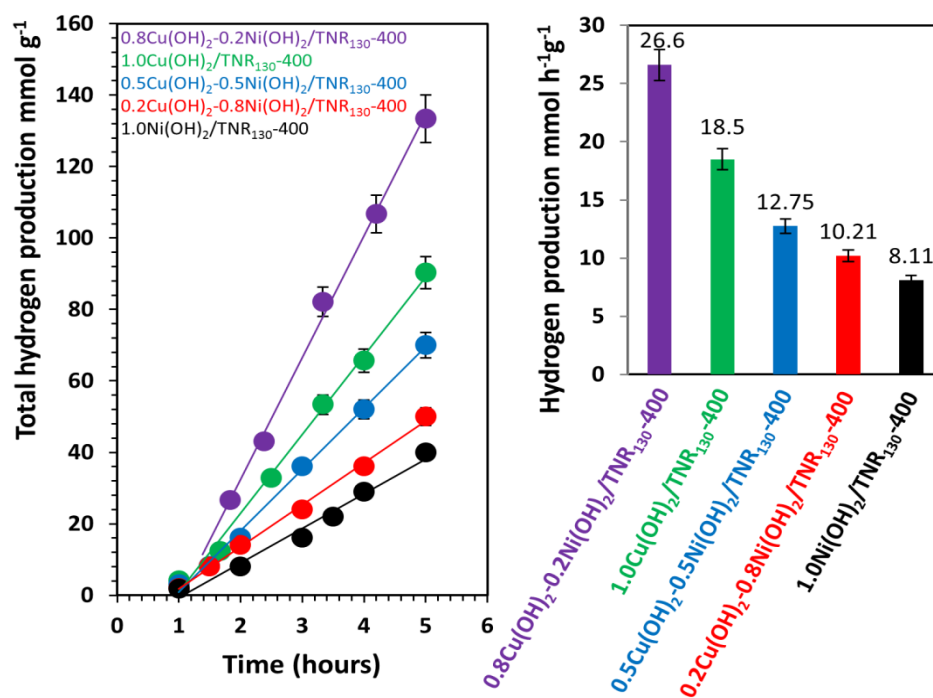 Total hydrogen production mmol g⁻¹
160
140
120
100
80
60
40
20
0
0.8Cu(OH)₂-0.2Ni(OH)₂/TNR₁₃₀-400
1.0Cu(OH)₂/TNR₁₃₀-400
0.5Cu(OH)₂-0.5Ni(OH)₂/TNR₁₃₀-400
0.2Cu(OH)₂-0.8Ni(OH)₂/TNR₁₃₀-400
1.0Ni(OH)₂/TNR₁₃₀-400
0 1 2 3 4 5 6
Time (hours)
Hydrogen production mmol h⁻¹g⁻¹
30
25
20
15
10
5
0
26.6
18.5
12.75
10.21
8.11
0.8Cu(OH)₂-0.2Ni(OH)₂/TNR₁₃₀-400
1.0Cu(OH)₂/TNR₁₃₀-400
0.5Cu(OH)₂-0.5Ni(OH)₂/TNR₁₃₀-400
0.2Cu(OH)₂-0.8Ni(OH)₂/TNR₁₃₀-400
1.0Ni(OH)₂/TNR₁₃₀-400